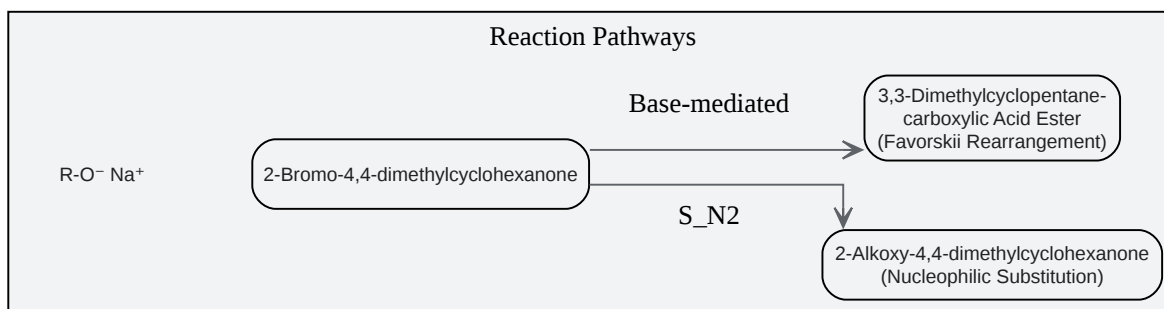 Reaction Pathways
Base-mediated
3,3-Dimethylcyclopentane-
carboxylic Acid Ester
(Favorskii Rearrangement)
R-O⁻ Na⁺
2-Bromo-4,4-dimethylcyclohexanone
S_N2
2-Alkoxy-4,4-dimethylcyclohexanone
(Nucleophilic Substitution)